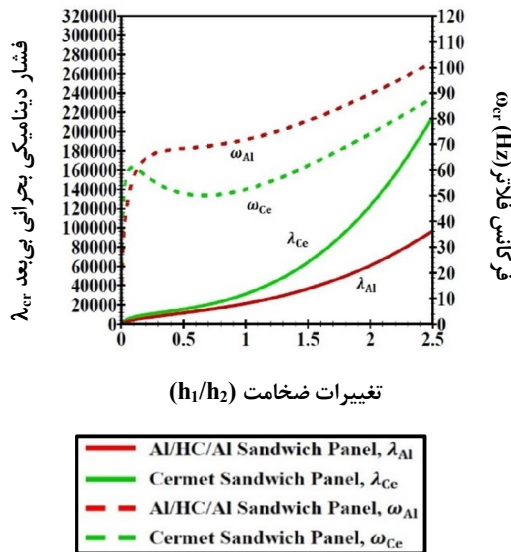 320000
300000
280000
260000
240000
220000
200000
180000
160000
140000
120000
100000
80000
60000
40000
20000
0
120
110
100
90
80
70
60
50
40
30
20
10
0
فشار دینامیکی بحرانی بی‌بعد λcr
فرکانس فلاتر (Hz) ωcr
ωAl
ωCe
λCe
λAl
0 0.5 1 1.5 2 2.5
تغییرات ضخامت (h1/h2)
Al/HC/Al Sandwich Panel, λAl
Cermet Sandwich Panel, λCe
Al/HC/Al Sandwich Panel, ωAl
Cermet Sandwich Panel, ωCe